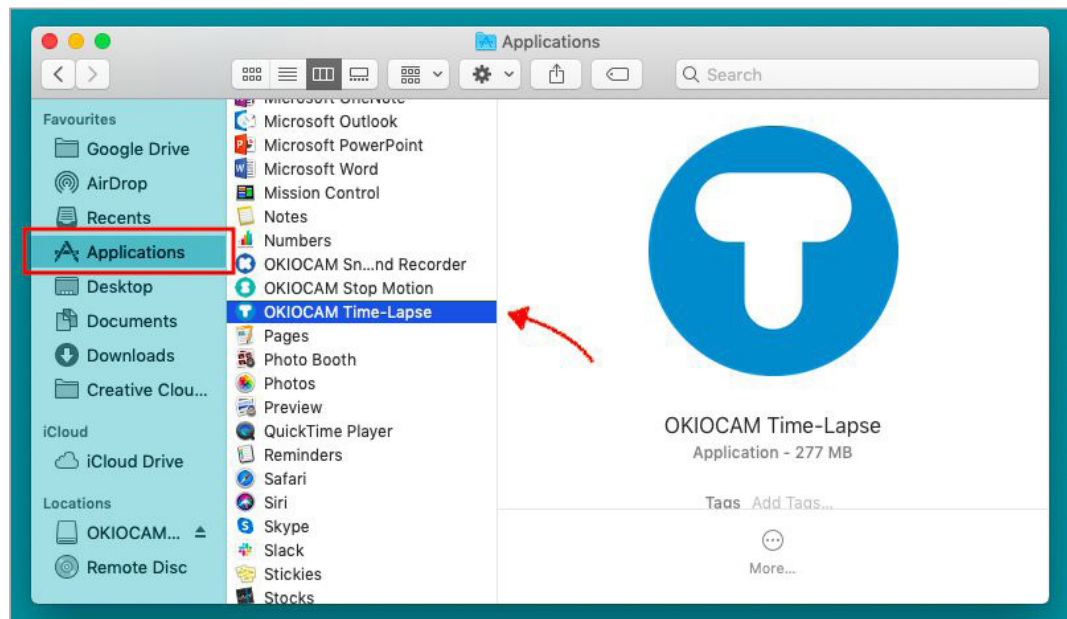 Applications
Search
Favourites
Google Drive
AirDrop
Recents
Applications
Desktop
Documents
Downloads
Creative Clou...
iCloud
iCloud Drive
Locations
OKIOCAM...
Remote Disc
Microsoft OneNote
Microsoft Outlook
Microsoft PowerPoint
Microsoft Word
Mission Control
Notes
Numbers
OKIOCAM Sn...nd Recorder
OKIOCAM Stop Motion
OKIOCAM Time-Lapse
Pages
Photo Booth
Photos
Preview
QuickTime Player
Reminders
Safari
Siri
Skype
Slack
Stickies
Stocks
OKIOCAM Time-Lapse
Application - 277 MB
Tags Add Tags...
More...